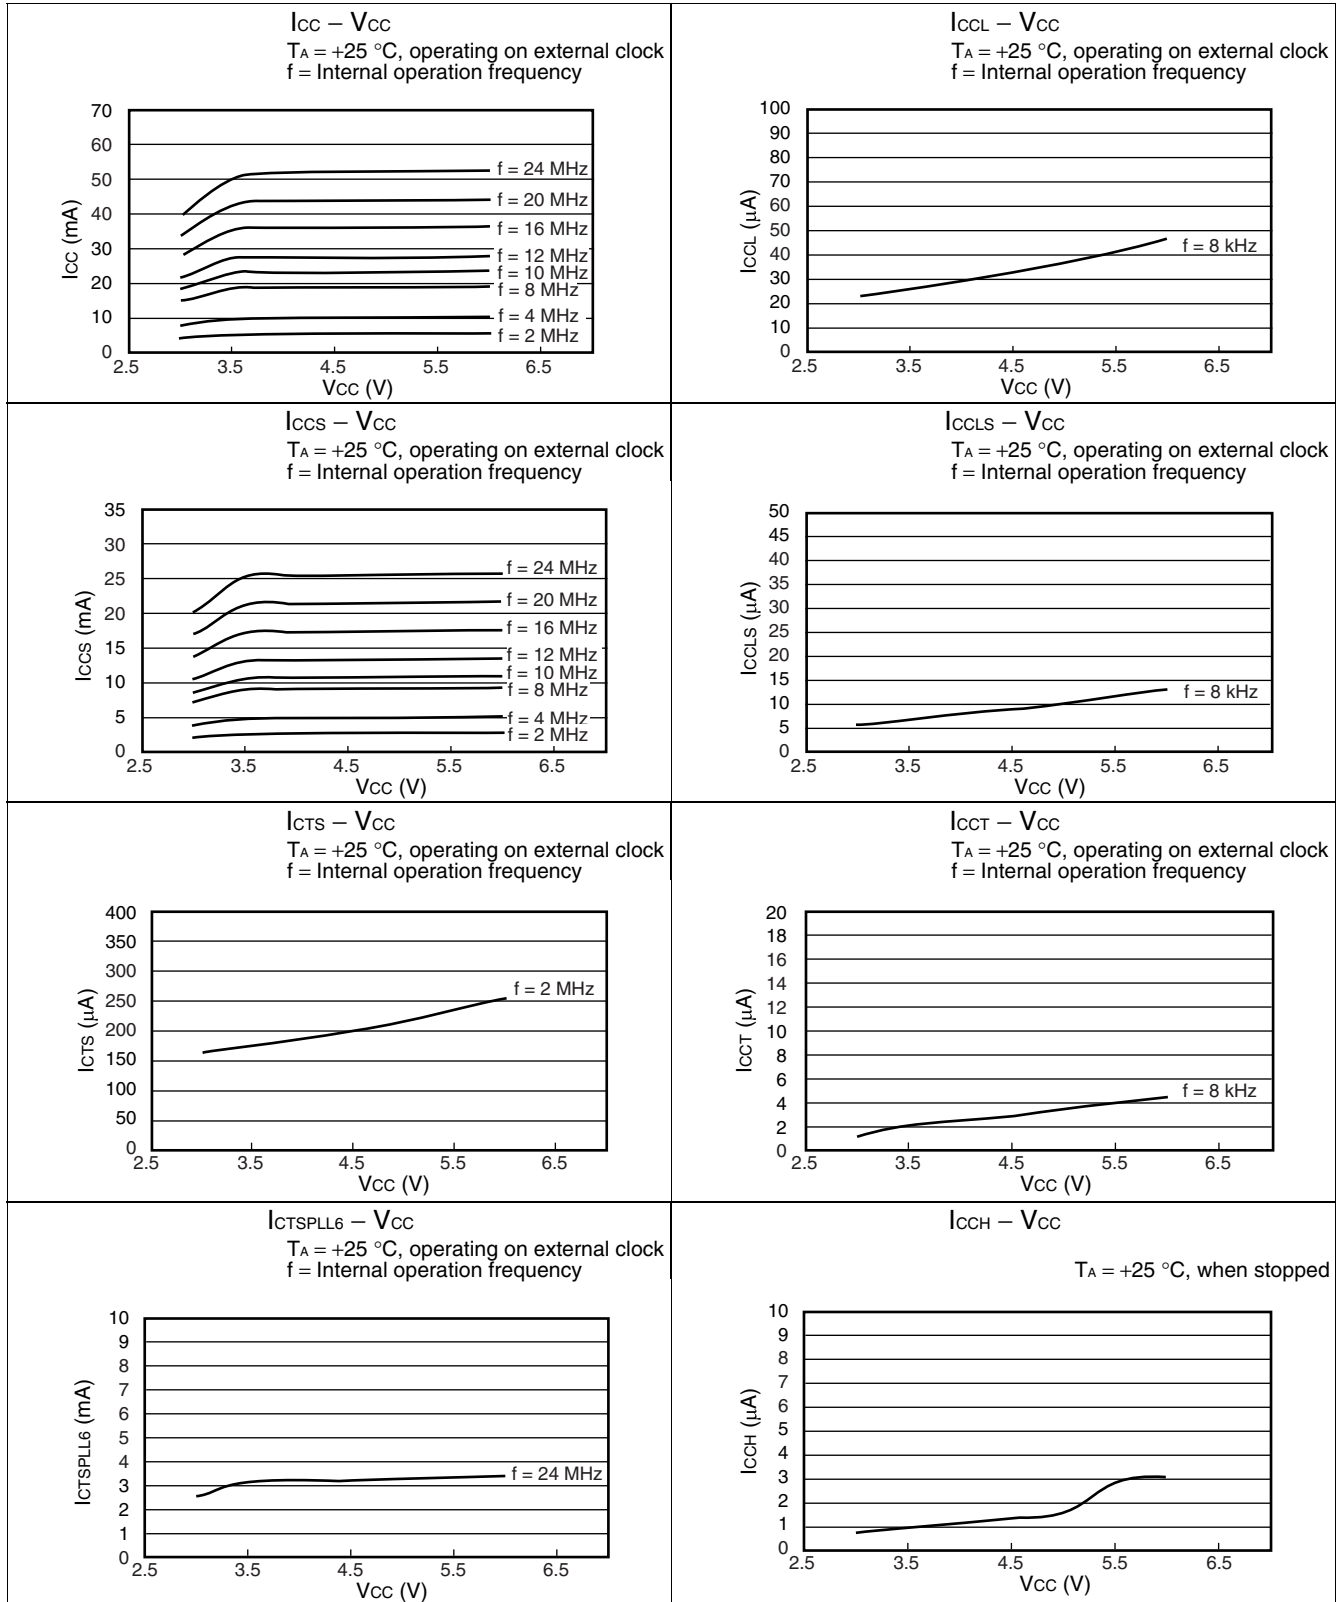 ICC – VCC
TA = +25 °C, operating on external clock
f = Internal operation frequency
70
60
50
40
30
20
10
0
ICC (mA)
f = 24 MHz
f = 20 MHz
f = 16 MHz
f = 12 MHz
f = 10 MHz
f = 8 MHz
f = 4 MHz
f = 2 MHz
2.5 3.5 4.5 5.5 6.5
VCC (V)
ICCL – VCC
TA = +25 °C, operating on external clock
f = Internal operation frequency
100
90
80
70
60
50
40
30
20
10
0
ICCL (µA)
f = 8 kHz
2.5 3.5 4.5 5.5 6.5
VCC (V)
ICCS – VCC
TA = +25 °C, operating on external clock
f = Internal operation frequency
35
30
25
20
15
10
5
0
ICCS (mA)
f = 24 MHz
f = 20 MHz
f = 16 MHz
f = 12 MHz
f = 10 MHz
f = 8 MHz
f = 4 MHz
f = 2 MHz
2.5 3.5 4.5 5.5 6.5
VCC (V)
ICCLS – VCC
TA = +25 °C, operating on external clock
f = Internal operation frequency
50
45
40
35
30
25
20
15
10
5
0
ICCLS (µA)
f = 8 kHz
2.5 3.5 4.5 5.5 6.5
VCC (V)
ICTS – VCC
TA = +25 °C, operating on external clock
f = Internal operation frequency
400
350
300
250
200
150
100
50
0
ICTS (µA)
f = 2 MHz
2.5 3.5 4.5 5.5 6.5
VCC (V)
ICCT – VCC
TA = +25 °C, operating on external clock
f = Internal operation frequency
20
18
16
14
12
10
8
6
4
2
0
ICCT (µA)
f = 8 kHz
2.5 3.5 4.5 5.5 6.5
VCC (V)
ICTSPLL6 – VCC
TA = +25 °C, operating on external clock
f = Internal operation frequency
10
9
8
7
6
5
4
3
2
1
0
ICTSPLL6 (mA)
f = 24 MHz
2.5 3.5 4.5 5.5 6.5
VCC (V)
ICCH – VCC
TA = +25 °C, when stopped
10
9
8
7
6
5
4
3
2
1
0
ICCH (µA)
2.5 3.5 4.5 5.5 6.5
VCC (V)